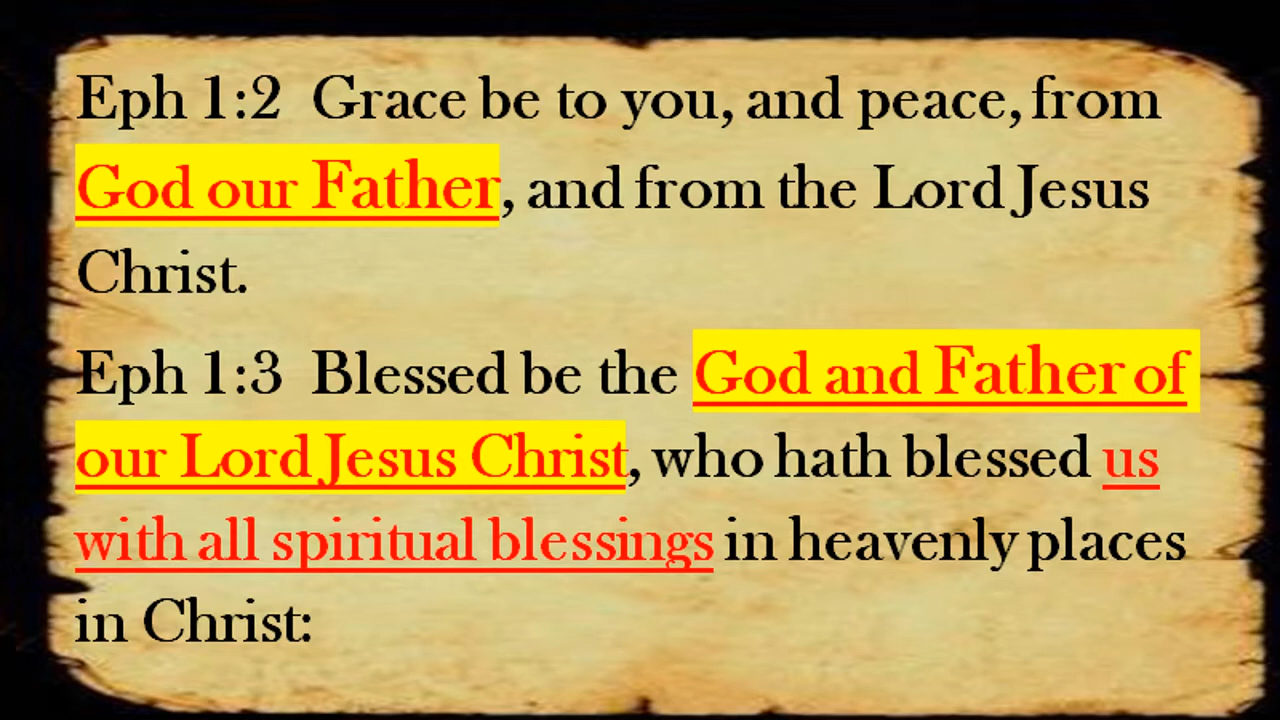 Eph 1:2  Grace be to you, and peace, from
God our Father, and from the Lord Jesus
Christ.
Eph 1:3  Blessed be the God and Father of
our Lord Jesus Christ, who hath blessed us
with all spiritual blessings in heavenly places
in Christ: